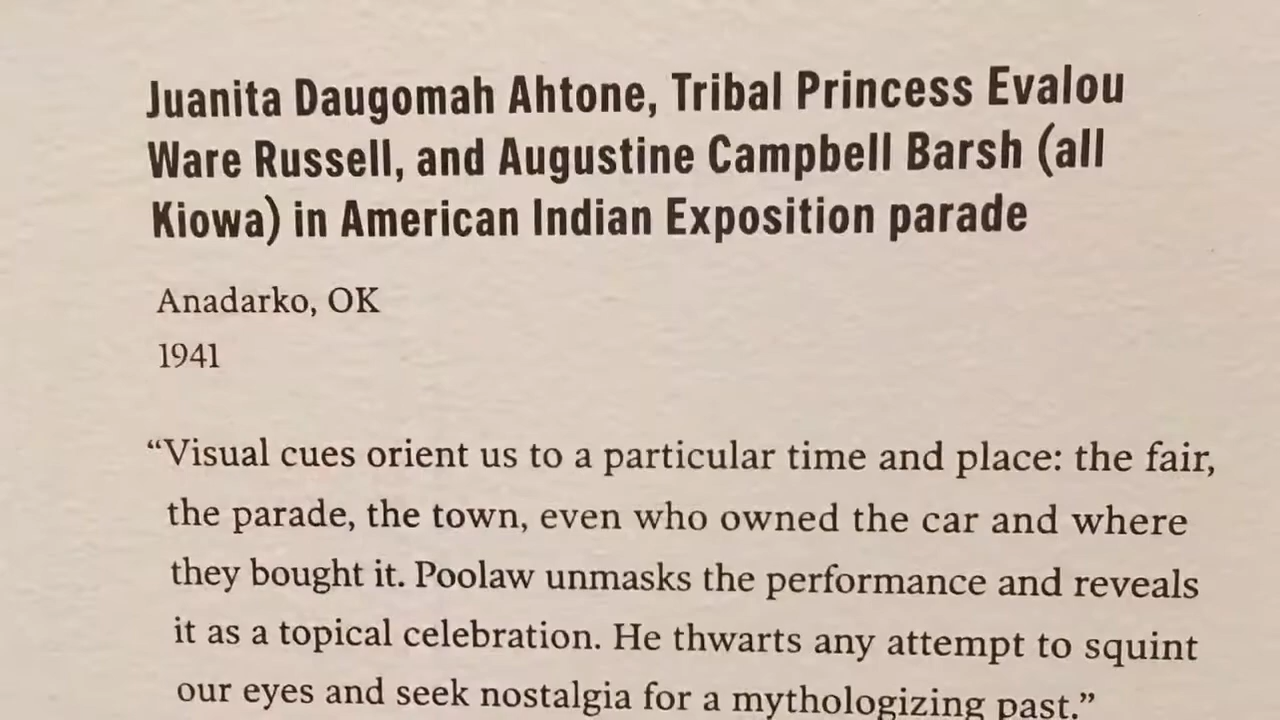 Juanita Daugomah Ahtone, Tribal Princess Evalou
Ware Russell, and Augustine Campbell Barsh (all
Kiowa) in American Indian Exposition parade
Anadarko, OK
1941
“Visual cues orient us to a particular time and place: the fair,
the parade, the town, even who owned the car and where
they bought it. Poolaw unmasks the performance and reveals
it as a topical celebration. He thwarts any attempt to squint
our eyes and seek nostalgia for a mythologizing past.”